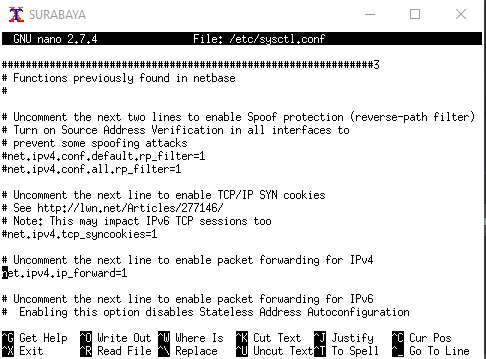 SURABAYA
GNU nano 2.7.4 File: /etc/sysctl.conf
##############################################################3
# Functions previously found in netbase
#
# Uncomment the next two lines to enable Spoof protection (reverse-path filter)
# Turn on Source Address Verification in all interfaces to
# prevent some spoofing attacks
#net.ipv4.conf.default.rp_filter=1
#net.ipv4.conf.all.rp_filter=1
# Uncomment the next line to enable TCP/IP SYN cookies
# See http://lwn.net/Articles/277146/
# Note: This may impact IPv6 TCP sessions too
#net.ipv4.tcp_syncookies=1
# Uncomment the next line to enable packet forwarding for IPv4
net.ipv4.ip_forward=1
# Uncomment the next line to enable packet forwarding for IPv6
#  Enabling this option disables Stateless Address Autoconfiguration
^G Get Help ^O Write Out ^W Where Is ^K Cut Text ^J Justify ^C Cur Pos
^X Exit ^R Read File ^\ Replace ^U Uncut Text ^T To Spell ^_ Go To Line